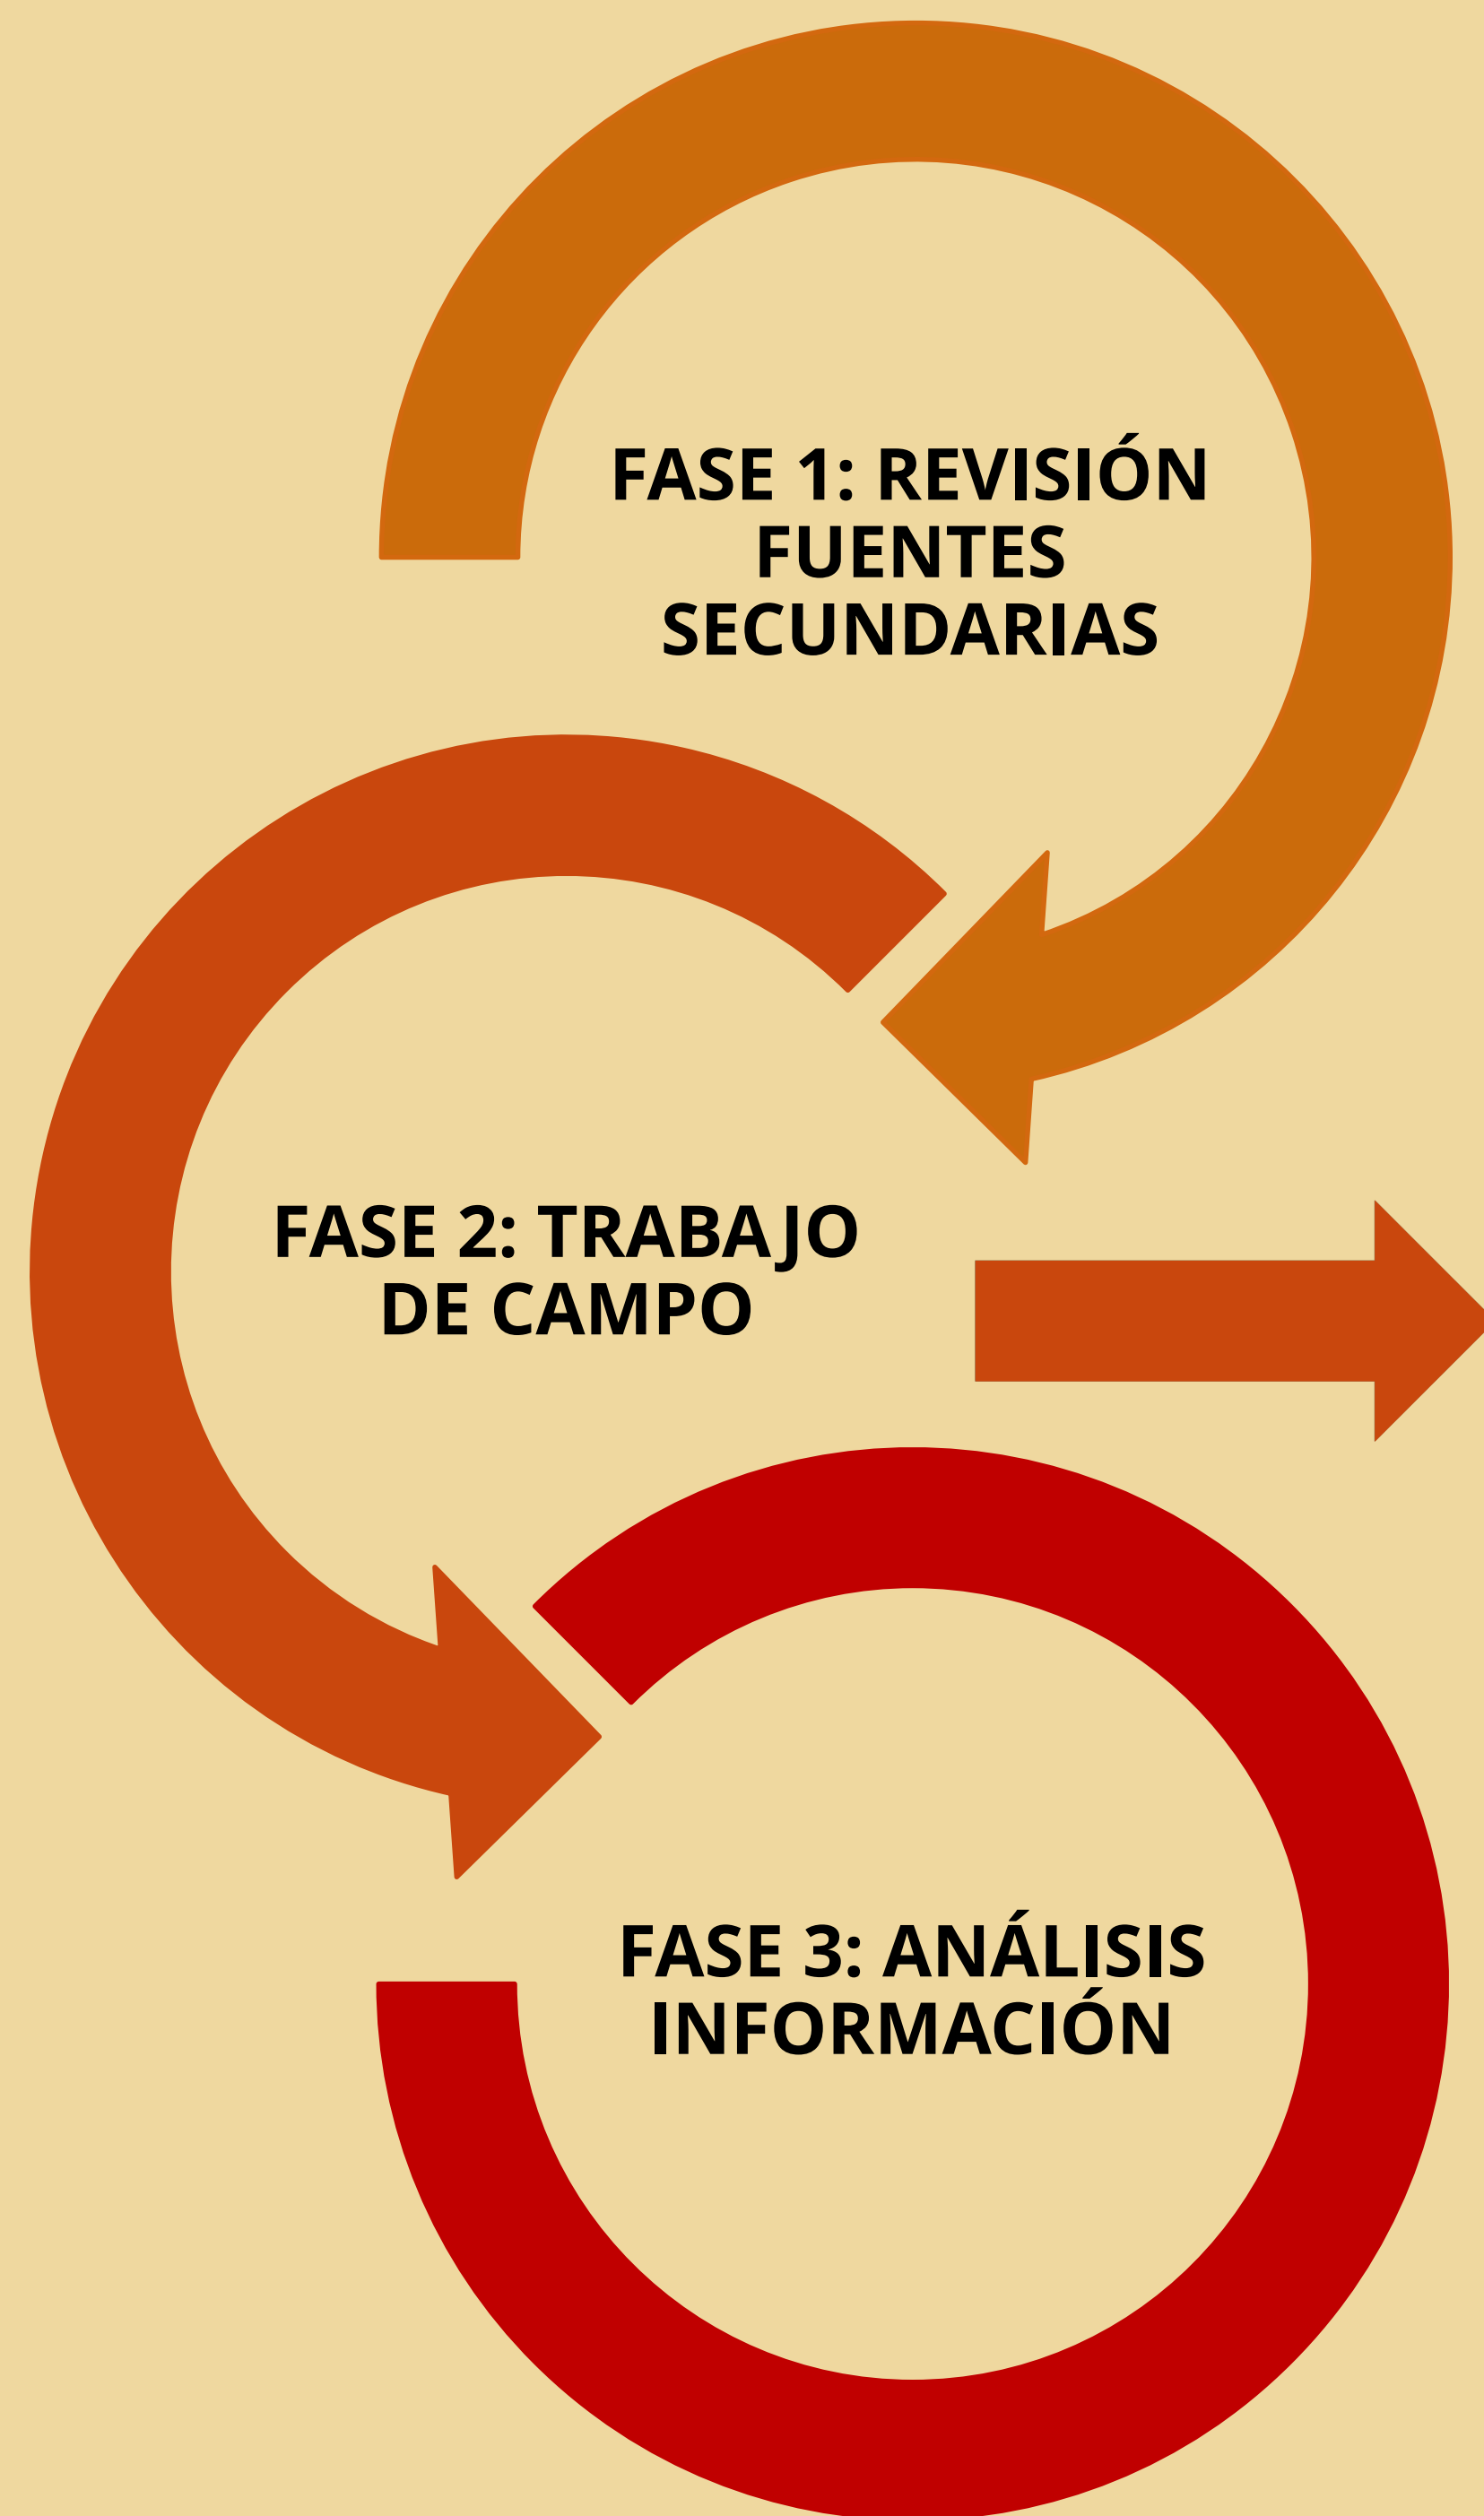 FASE 1: REVISIÓN
FUENTES
SECUNDARIAS
FASE 2: TRABAJO
DE CAMPO
FASE 3: ANÁLISIS
INFORMACIÓN